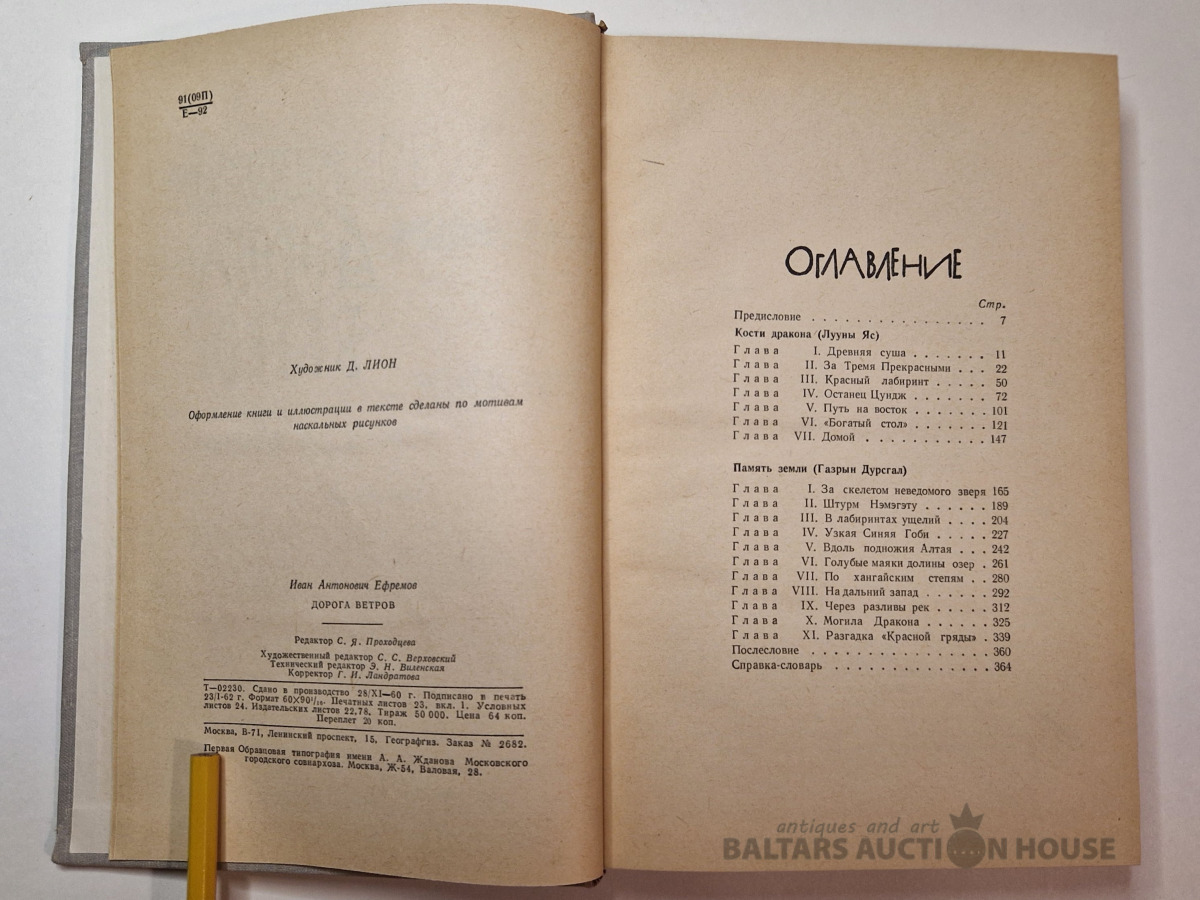 91(09П)
Е—92
Художник Д. ЛИОН
Оформление книги и иллюстрации в тексте сделаны по мотивам
наскальных рисунков
Иван Антонович Ефремов
ДОРОГА ВЕТРОВ
Редактор С. Я. Проходцева
Художественный редактор С. С. Верховский
Технический редактор Э. Н. Виленская
Корректор Г. И. Ландратова
Т—02230. Сдано в производство 28/XI—60 г. Подписано в печать
23/I-62 г. Формат 60×90 1/16. Печатных листов 23, вкл. 1. Условных
листов 24. Издательских листов 22,78. Тираж 50 000. Цена 64 коп.
Переплет 20 коп.
Москва, В-71, Ленинский проспект, 15, Географгиз. Заказ № 2682.
Первая Образцовая типография имени А. А. Жданова Московского
городского совнархоза. Москва, Ж-54, Валовая, 28.
ОГЛАВЛЕНИЕ
Стр.
Предисловие . . . . . . . . . . . . . . . . 7
Кости дракона (Лууны Яс)
Глава I. Древняя суша . . . . . . . 11
Глава II. За Тремя Прекрасными . . . 22
Глава III. Красный лабиринт . . . . . 50
Глава IV. Останец Цундж . . . . . . . 72
Глава V. Путь на восток . . . . . . . 101
Глава VI. «Богатый стол» . . . . . . . 121
Глава VII. Домой . . . . . . . . . . . 147
Память земли (Газрын Дурсгал)
Глава I. За скелетом неведомого зверя 165
Глава II. Штурм Нэмэгэту . . . . . . 189
Глава III. В лабиринтах ущелий . . . . 204
Глава IV. Узкая Синяя Гоби . . . . . 227
Глава V. Вдоль подножия Алтая . . . 242
Глава VI. Голубые маяки долины озер . 261
Глава VII. По хангайским степям . . 280
Глава VIII. На дальний запад . . . . . . 292
Глава IX. Через разливы рек . . . . . 312
Глава X. Могила Дракона . . . . . . 325
Глава XI. Разгадка «Красной гряды» . 339
Послесловие . . . . . . . . . . . . . . . 360
Справка-словарь . . . . . . . . . . . . . 364
antiques and art
BALTARS AUCTION HOUSE